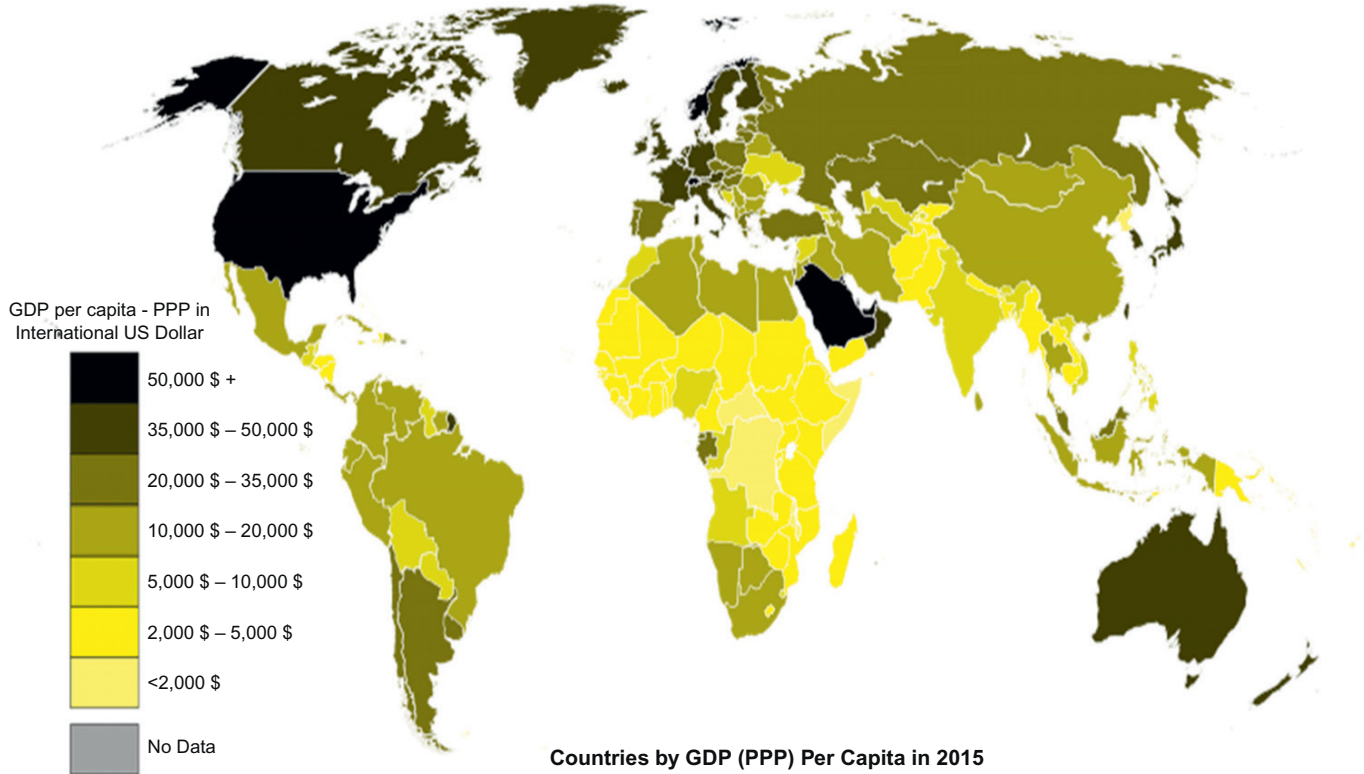 GDP per capita - PPP in
International US Dollar
50,000 $ +
35,000 $ – 50,000 $
20,000 $ – 35,000 $
10,000 $ – 20,000 $
5,000 $ – 10,000 $
2,000 $ – 5,000 $
<2,000 $
No Data
Countries by GDP (PPP) Per Capita in 2015